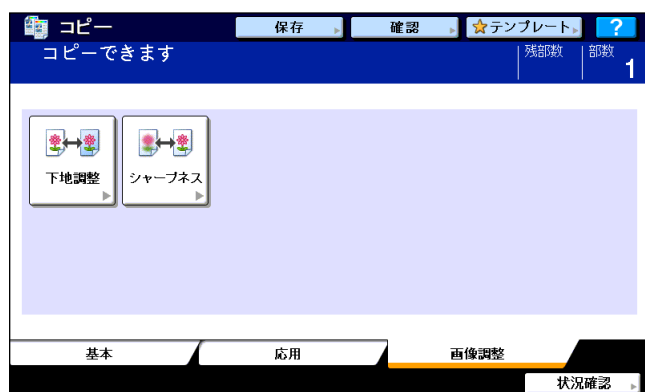 コピー 保存 確認 テンプレート ?
コピーできます 残部数 部数 1
下地調整 シャープネス
基本 応用 画像調整
状況確認